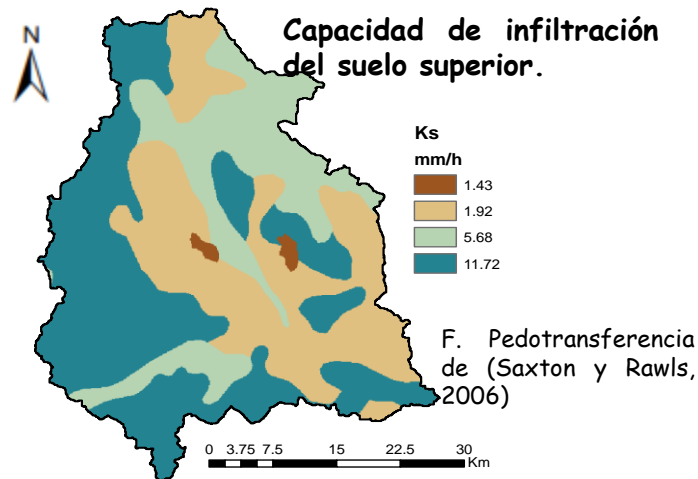 N
Capacidad de infiltración
del suelo superior.
Ks
mm/h
1.43
1.92
5.68
11.72
F. Pedotransferencia
de (Saxton y Rawls,
2006)
0 3.75 7.5 15 22.5 30
Km